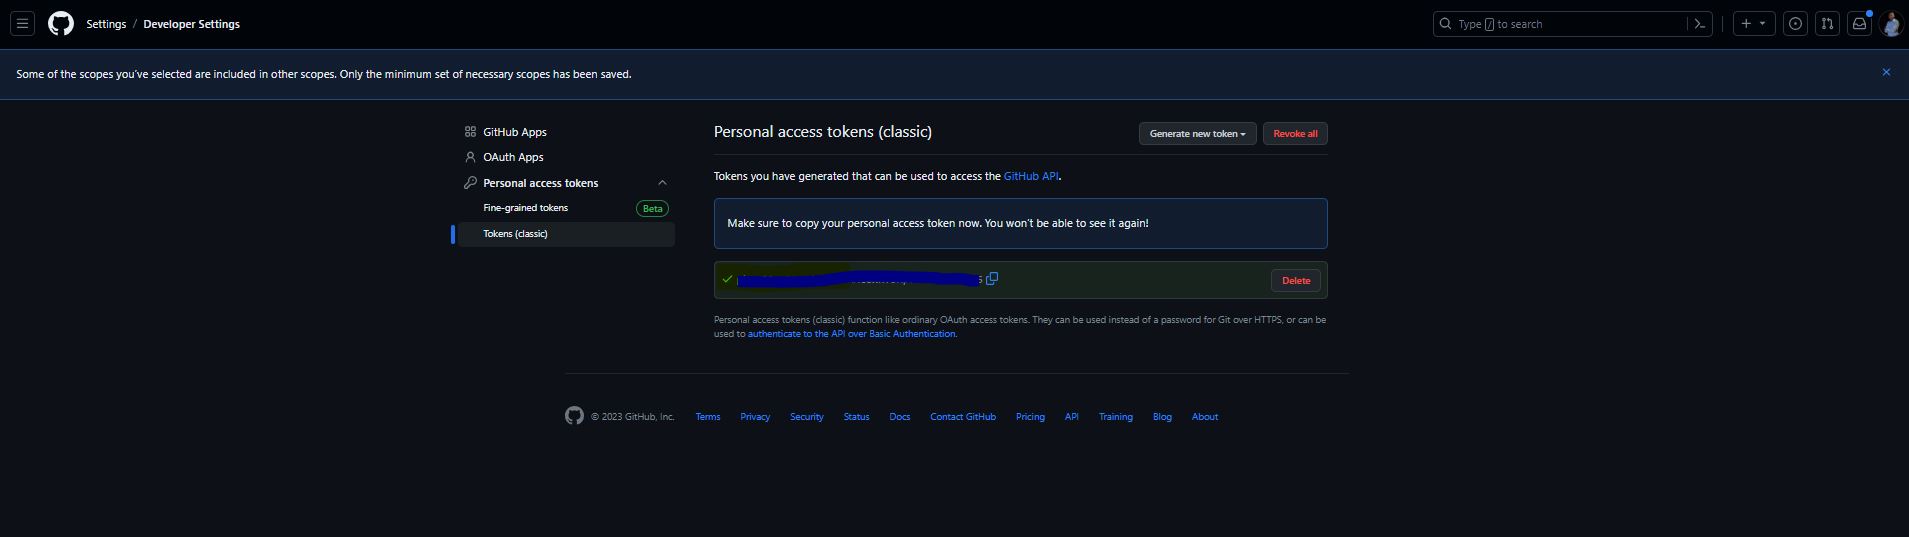 Settings / Developer Settings
Type / to search
Some of the scopes you've selected are included in other scopes. Only the minimum set of necessary scopes has been saved.
GitHub Apps
OAuth Apps
Personal access tokens
Fine-grained tokens Beta
Tokens (classic)
Personal access tokens (classic)
Generate new token
Revoke all
Tokens you have generated that can be used to access the GitHub API.
Make sure to copy your personal access token now. You won't be able to see it again!
Delete
Personal access tokens (classic) function like ordinary OAuth access tokens. They can be used instead of a password for Git over HTTPS, or can be
used to authenticate to the API over Basic Authentication.
© 2023 GitHub, Inc. Terms Privacy Security Status Docs Contact GitHub Pricing API Training Blog About